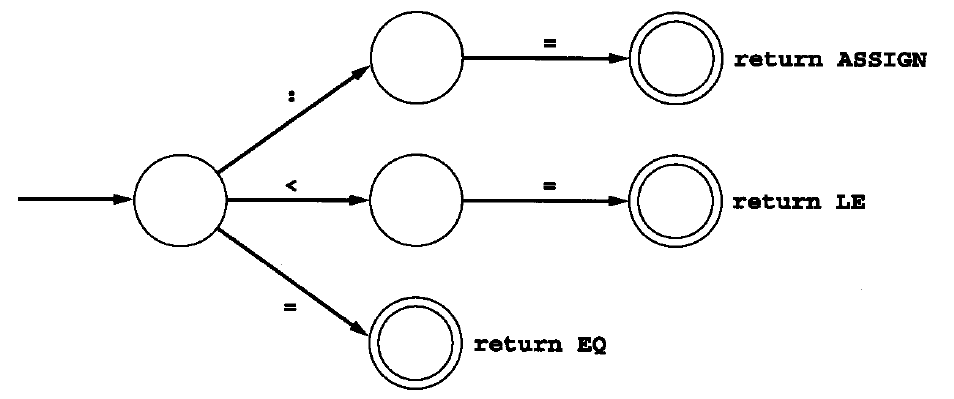 :
=
return ASSIGN
<
=
return LE
=
return EQ